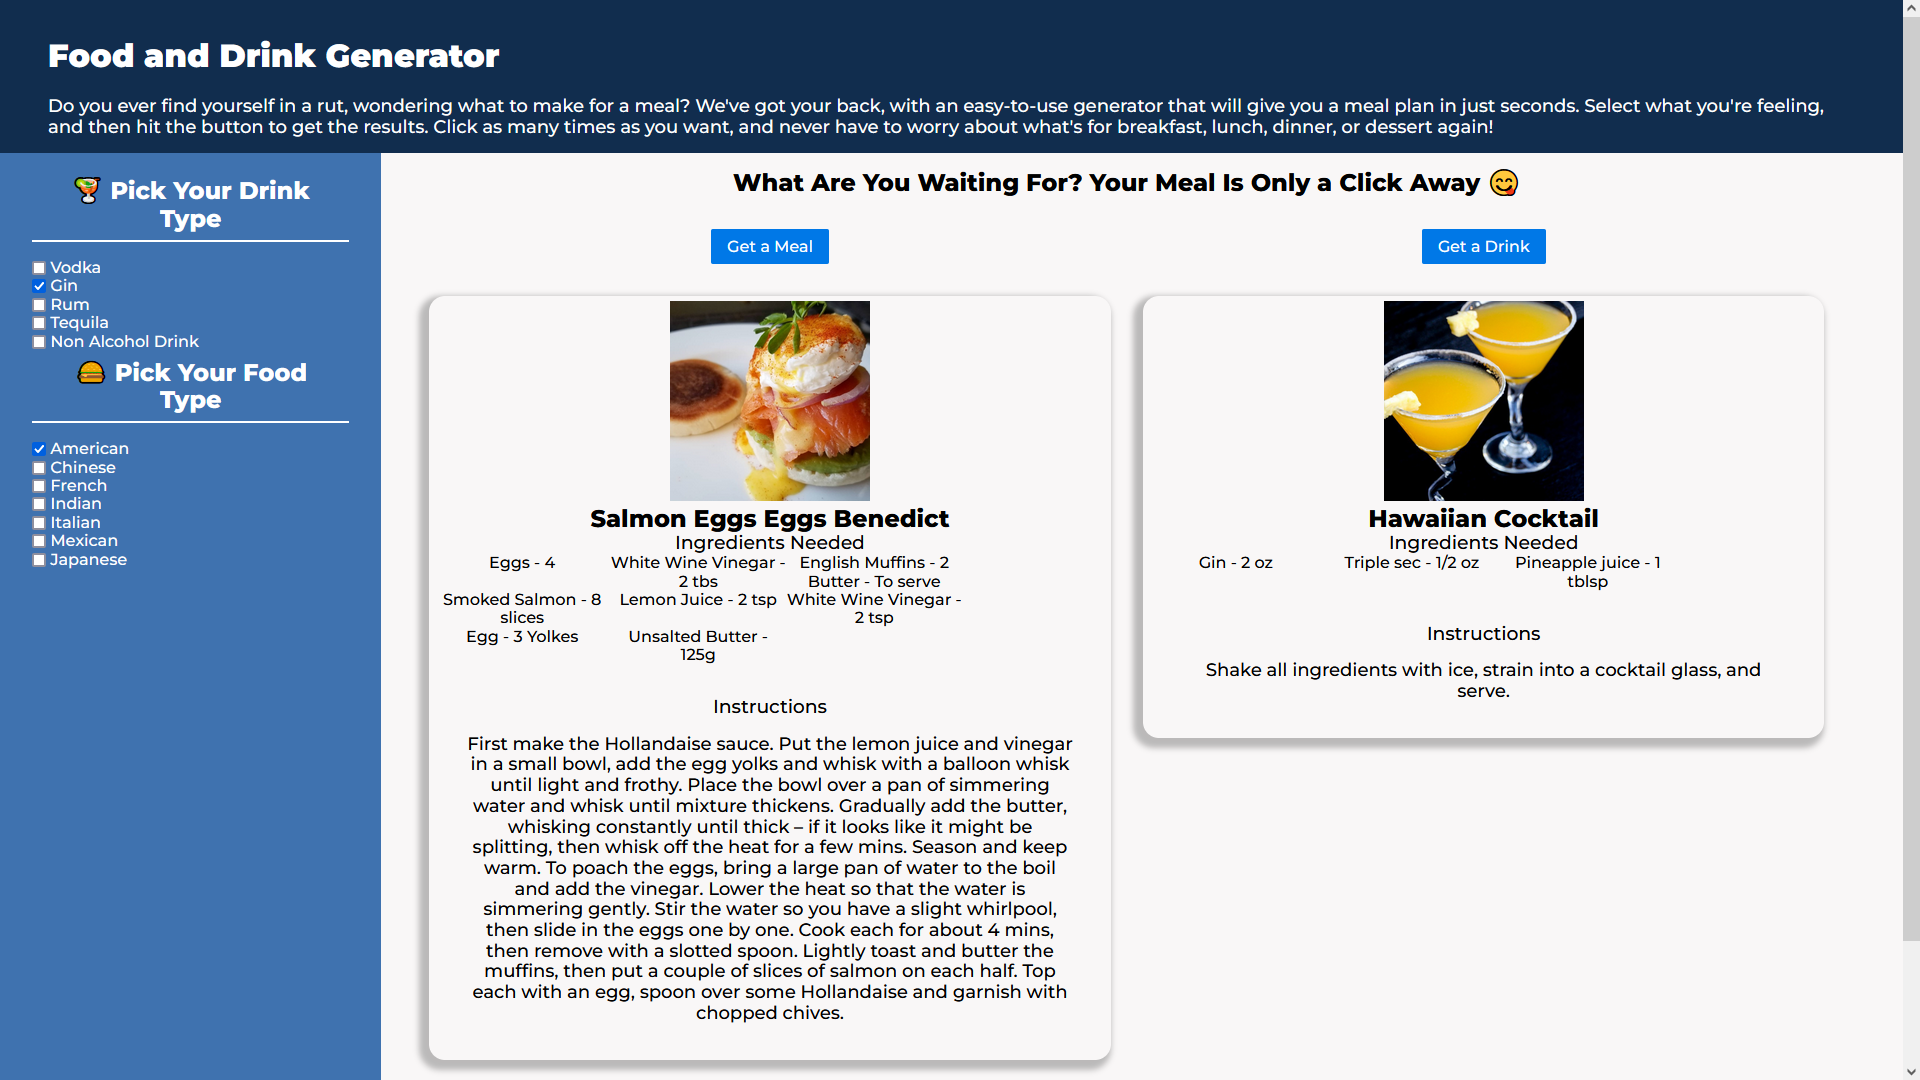 Food and Drink Generator
Do you ever find yourself in a rut, wondering what to make for a meal? We've got your back, with an easy-to-use generator that will give you a meal plan in just seconds. Select what you're feeling,
and then hit the button to get the results. Click as many times as you want, and never have to worry about what's for breakfast, lunch, dinner, or dessert again!
🍹 Pick Your Drink
Type
Vodka
Gin
Rum
Tequila
Non Alcohol Drink
🍔 Pick Your Food
Type
American
Chinese
French
Indian
Italian
Mexican
Japanese
What Are You Waiting For? Your Meal Is Only a Click Away 😋
Get a Meal
Get a Drink
Salmon Eggs Eggs Benedict
Ingredients Needed
Eggs - 4
White Wine Vinegar -
2 tbs
English Muffins - 2
Butter - To serve
Smoked Salmon - 8
slices
Lemon Juice - 2 tsp
White Wine Vinegar -
2 tsp
Egg - 3 Yolkes
Unsalted Butter -
125g
Instructions
First make the Hollandaise sauce. Put the lemon juice and vinegar
in a small bowl, add the egg yolks and whisk with a balloon whisk
until light and frothy. Place the bowl over a pan of simmering
water and whisk until mixture thickens. Gradually add the butter,
whisking constantly until thick – if it looks like it might be
splitting, then whisk off the heat for a few mins. Season and keep
warm. To poach the eggs, bring a large pan of water to the boil
and add the vinegar. Lower the heat so that the water is
simmering gently. Stir the water so you have a slight whirlpool,
then slide in the eggs one by one. Cook each for about 4 mins,
then remove with a slotted spoon. Lightly toast and butter the
muffins, then put a couple of slices of salmon on each half. Top
each with an egg, spoon over some Hollandaise and garnish with
chopped chives.
Hawaiian Cocktail
Ingredients Needed
Gin - 2 oz
Triple sec - 1/2 oz
Pineapple juice - 1
tblsp
Instructions
Shake all ingredients with ice, strain into a cocktail glass, and
serve.